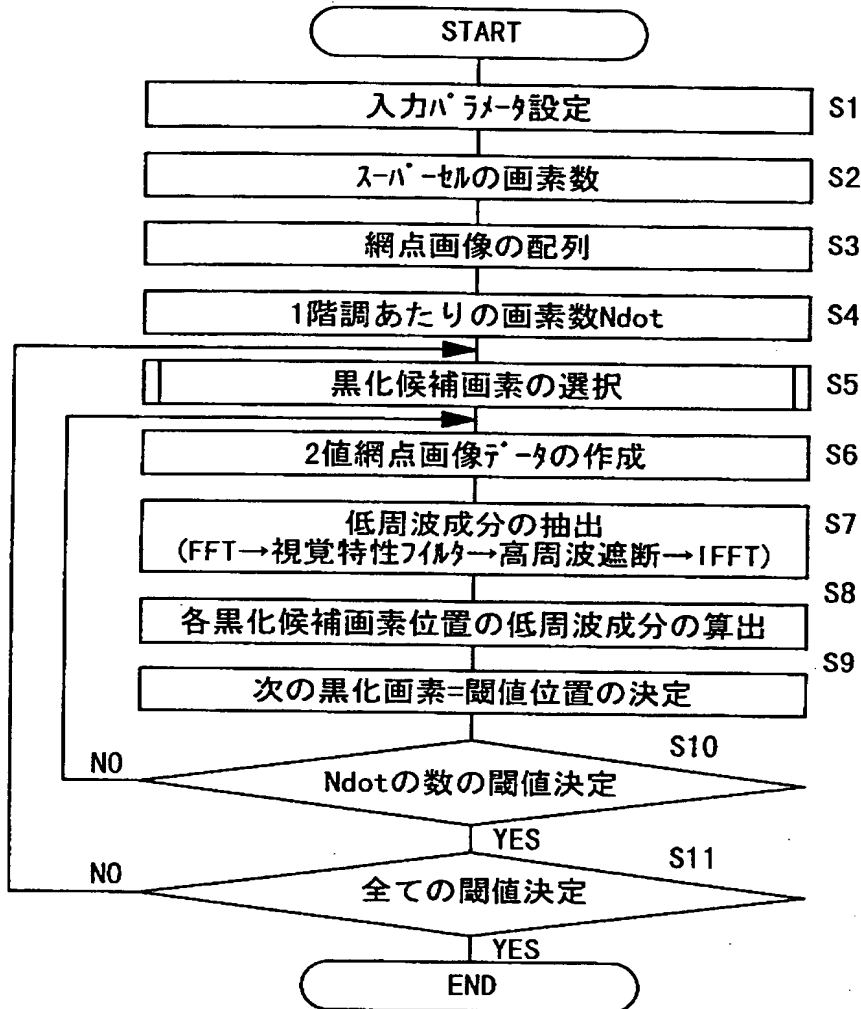 START
入力パラメータ設定 S1
スーパーセルの画素数 S2
網点画像の配列 S3
1階調あたりの画素数Ndot S4
黒化候補画素の選択 S5
2値網点画像データの作成 S6
低周波成分の抽出 S7
(FFT→視覚特性フィルタ→高周波遮断→IFFT)
S8
各黒化候補画素位置の低周波成分の算出
S9
次の黒化画素=閾値位置の決定
S10
NO
Ndotの数の閾値決定
YES
S11
NO
全ての閾値決定
YES
END